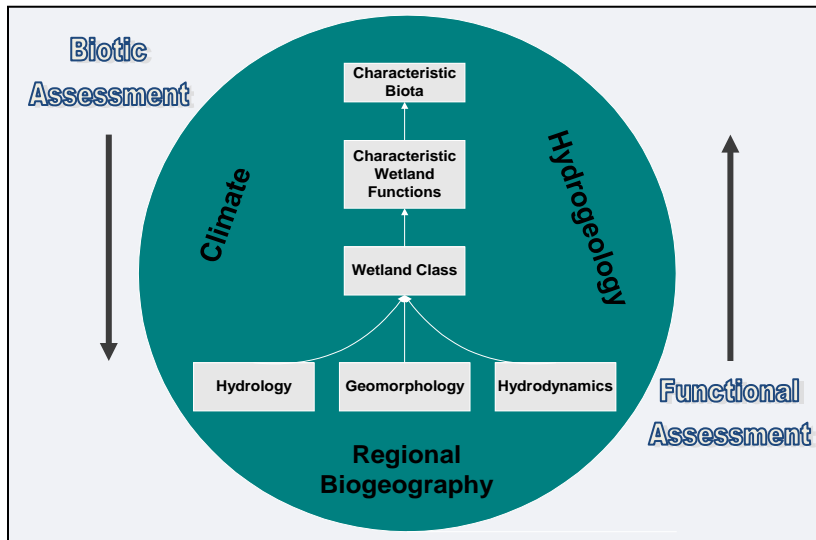 Biotic
Assessment
Characteristic
Biota
Characteristic
Wetland
Functions
Climate
Hydrogeology
Wetland Class
Hydrology
Geomorphology
Hydrodynamics
Functional
Assessment
Regional
Biogeography